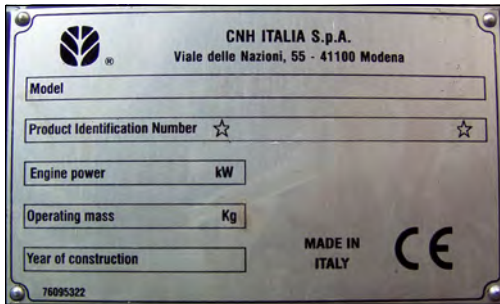 CNH ITALIA S.p.A.
Viale delle Nazioni, 55 - 41100 Modena
®
Model
Product Identification Number ☆ ☆
Engine power kW
Operating mass Kg
Year of construction
MADE IN
ITALY
CE
76095322